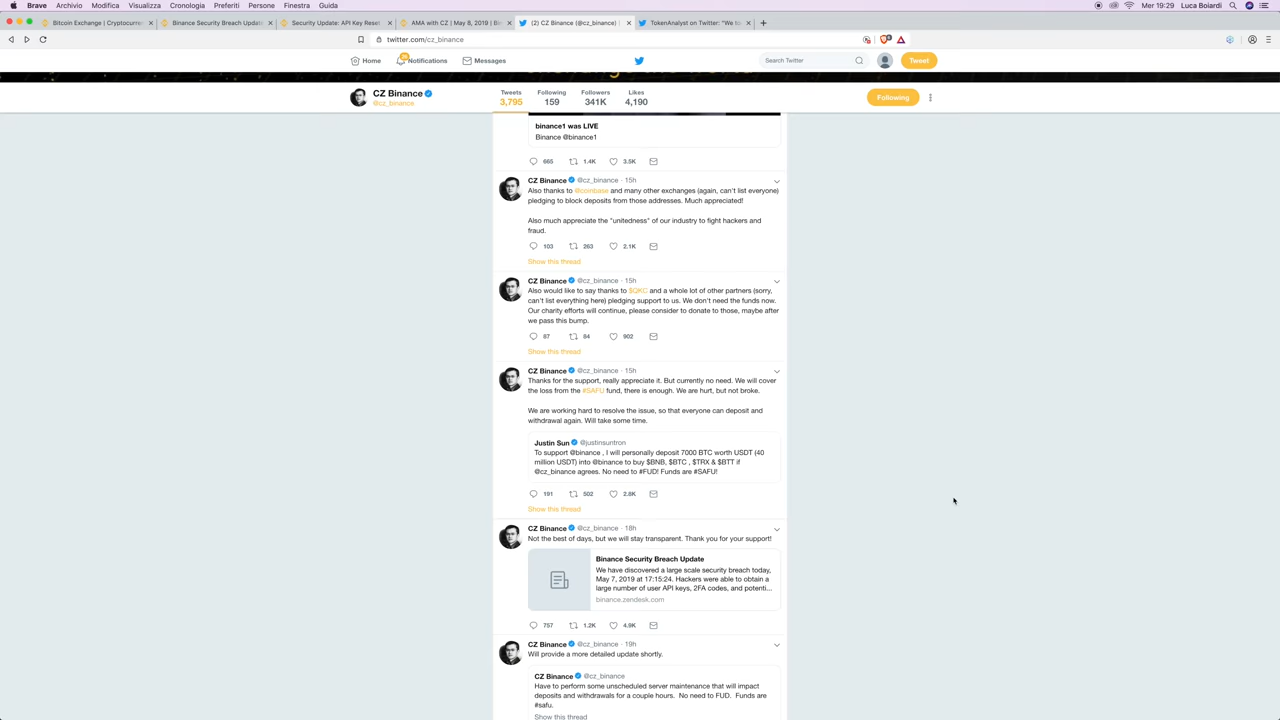 Brave Archivio Modifica Visualizza Cronologia Preferiti Persone Finestra Guida Mer 19:29 Luca Boiardi
Bitcoin Exchange | Cryptocurre Binance Security Breach Update Security Update: API Key Reset AMA with CZ | May 8, 2019 | Bi (2) CZ Binance (@cz_binance) | TokenAnalyst on Twitter: "We to
twitter.com/cz_binance
Home Notifications Messages Search Twitter Tweet
CZ Binance
@cz_binance
Tweets Following Followers Likes
3,795 159 341K 4,190
Following
binance1 was LIVE
Binance @binance1
665 1.4K 3.5K
CZ Binance @cz_binance · 15h
Also thanks to @coinbase and many other exchanges (again, can't list everyone)
pledging to block deposits from those addresses. Much appreciated!
Also much appreciate the "unitedness" of our industry to fight hackers and
fraud.
103 263 2.1K
Show this thread
CZ Binance @cz_binance · 15h
Also would like to say thanks to $QKC and a whole lot of other partners (sorry,
can't list everything here) pledging support to us. We don't need the funds now.
Our charity efforts will continue, please consider to donate to those, maybe after
we pass this bump.
87 84 902
Show this thread
CZ Binance @cz_binance · 15h
Thanks for the support, really appreciate it. But currently no need. We will cover
the loss from the #SAFU fund, there is enough. We are hurt, but not broke.
We are working hard to resolve the issue, so that everyone can deposit and
withdrawal again. Will take some time.
Justin Sun @justinsuntron
To support @binance , I will personally deposit 7000 BTC worth USDT (40
million USDT) into @binance to buy $BNB, $BTC , $TRX & $BTT if
@cz_binance agrees. No need to #FUD! Funds are #SAFU!
191 502 2.8K
Show this thread
CZ Binance @cz_binance · 18h
Not the best of days, but we will stay transparent. Thank you for your support!
Binance Security Breach Update
We have discovered a large scale security breach today,
May 7, 2019 at 17:15:24. Hackers were able to obtain a
large number of user API keys, 2FA codes, and potenti...
binance.zendesk.com
757 1.2K 4.9K
CZ Binance @cz_binance · 19h
Will provide a more detailed update shortly.
CZ Binance @cz_binance
Have to perform some unscheduled server maintenance that will impact
deposits and withdrawals for a couple hours. No need to FUD. Funds are
#safu.
Show this thread